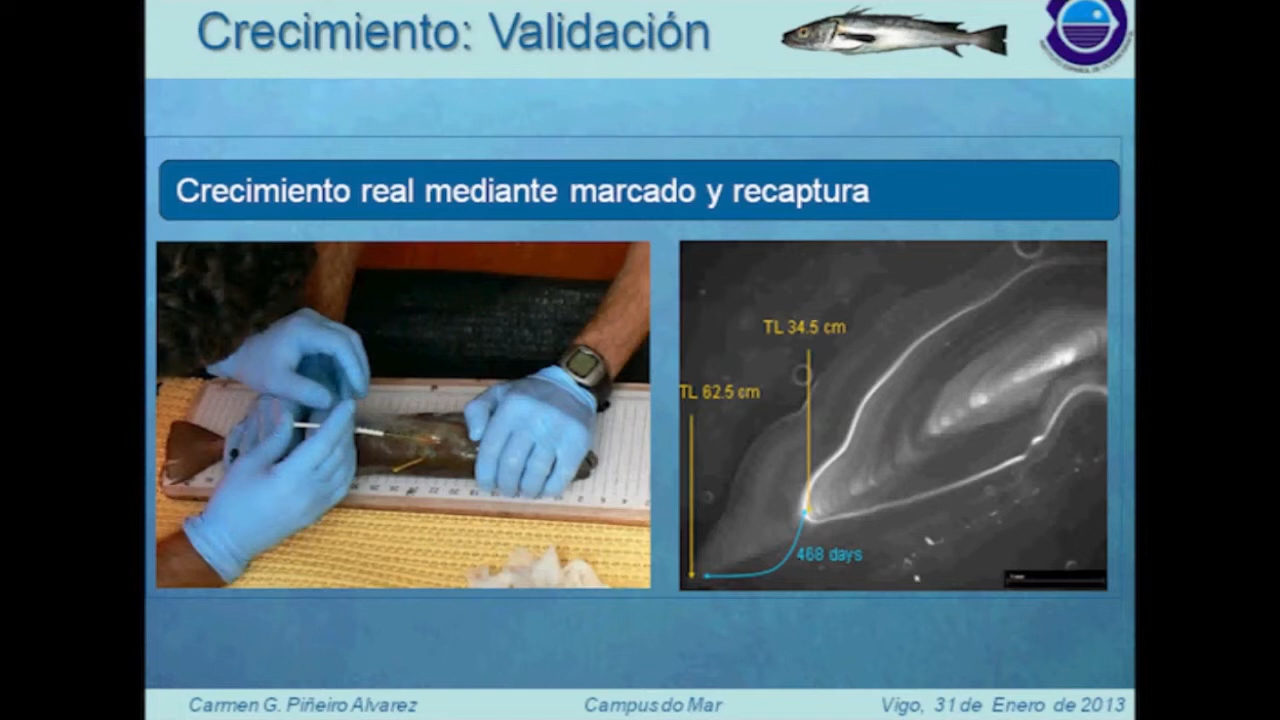 Crecimiento: Validación
Crecimiento real mediante marcado y recaptura
TL 34.5 cm
TL 62.5 cm
468 days
Carmen G. Piñeiro Alvarez
Campus do Mar
Vigo, 31 de Enero de 2013